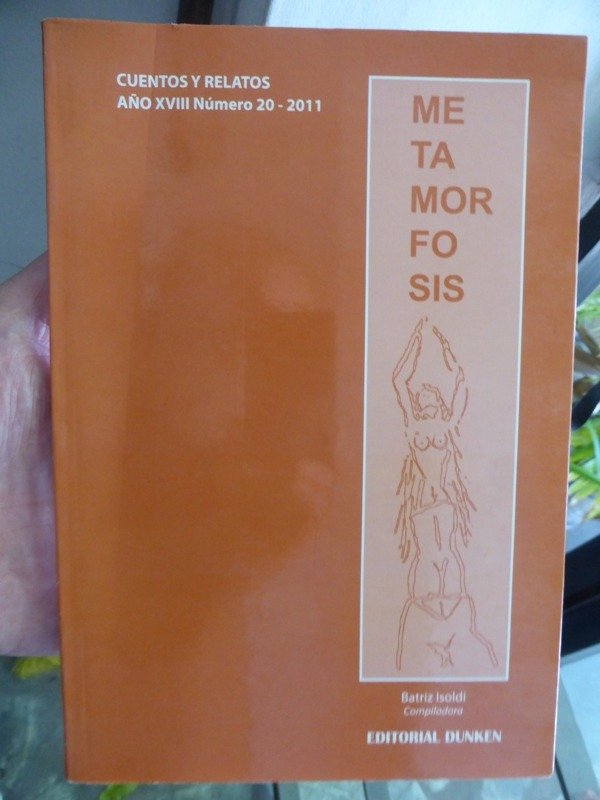 CUENTOS Y RELATOS
AÑO XVIII Número 20 - 2011
ME
TA
MOR
FO
SIS
Batriz Isoldi
Compiladora
EDITORIAL DUNKEN